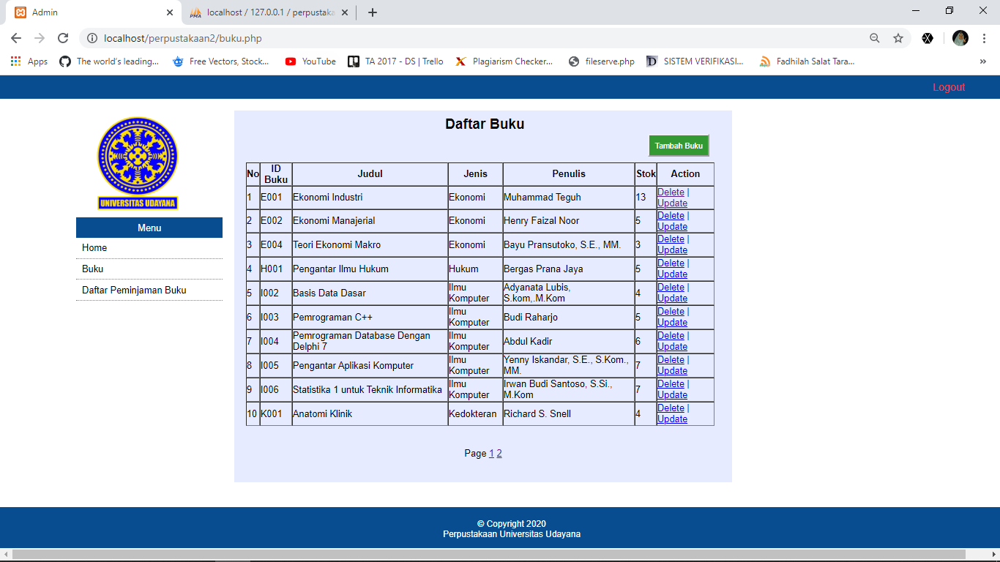 Admin
localhost / 127.0.0.1 / perpustaka
localhost/perpustakaan2/buku.php
Apps
The world's leading...
Free Vectors, Stock...
YouTube
TA 2017 - DS | Trello
Plagiarism Checker...
fileserve.php
SISTEM VERIFIKASI...
Fadhilah Salat Tara...
»
Logout
UNIVERSITAS UDAYANA
Menu
Home
Buku
Daftar Peminjaman Buku
Daftar Buku
Tambah Buku
No ID Buku Judul Jenis Penulis Stok Action
1 E001 Ekonomi Industri Ekonomi Muhammad Teguh 13 Delete | Update
2 E002 Ekonomi Manajerial Ekonomi Henry Faizal Noor 5 Delete | Update
3 E004 Teori Ekonomi Makro Ekonomi Bayu Pransutoko, S.E., MM. 3 Delete | Update
4 H001 Pengantar Ilmu Hukum Hukum Bergas Prana Jaya 5 Delete | Update
5 I002 Basis Data Dasar Ilmu Komputer Adyanata Lubis, S.kom,.M.Kom 4 Delete | Update
6 I003 Pemrograman C++ Ilmu Komputer Budi Raharjo 5 Delete | Update
7 I004 Pemrograman Database Dengan Delphi 7 Ilmu Komputer Abdul Kadir 6 Delete | Update
8 I005 Pengantar Aplikasi Komputer Ilmu Komputer Yenny Iskandar, S.E., S.Kom., MM. 7 Delete | Update
9 I006 Statistika 1 untuk Teknik Informatika Ilmu Komputer Irwan Budi Santoso, S.Si., M.Kom 7 Delete | Update
10 K001 Anatomi Klinik Kedokteran Richard S. Snell 4 Delete | Update
Page 1 2
© Copyright 2020
Perpustakaan Universitas Udayana